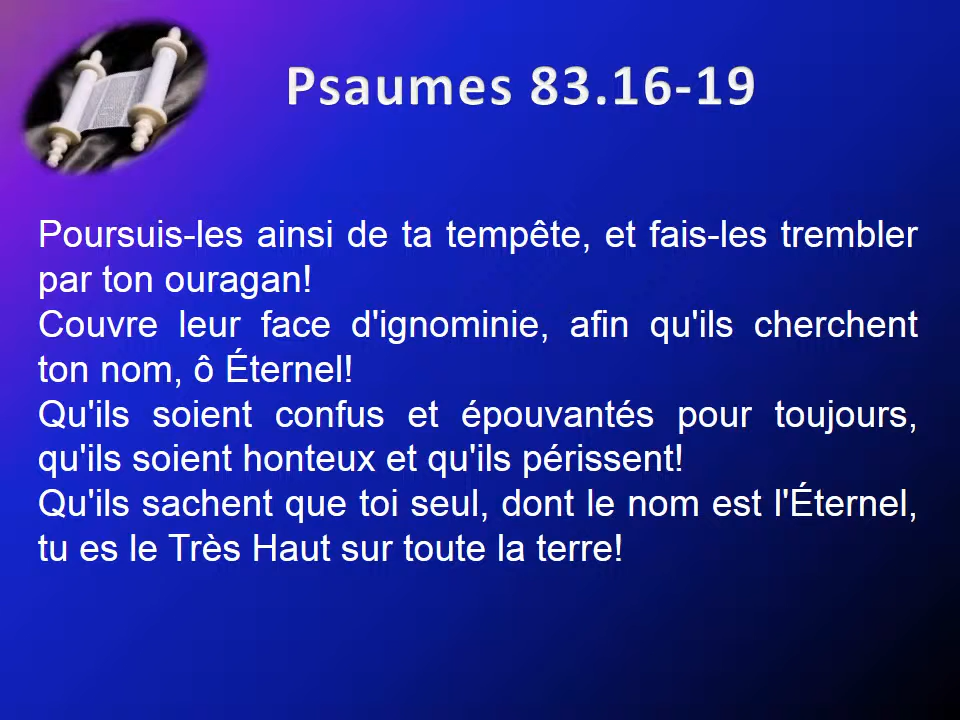 Psaumes 83.16-19
Poursuis-les ainsi de ta tempête, et fais-les trembler
par ton ouragan!
Couvre leur face d'ignominie, afin qu'ils cherchent
ton nom, ô Éternel!
Qu'ils soient confus et épouvantés pour toujours,
qu'ils soient honteux et qu'ils périssent!
Qu'ils sachent que toi seul, dont le nom est l'Éternel,
tu es le Très Haut sur toute la terre!